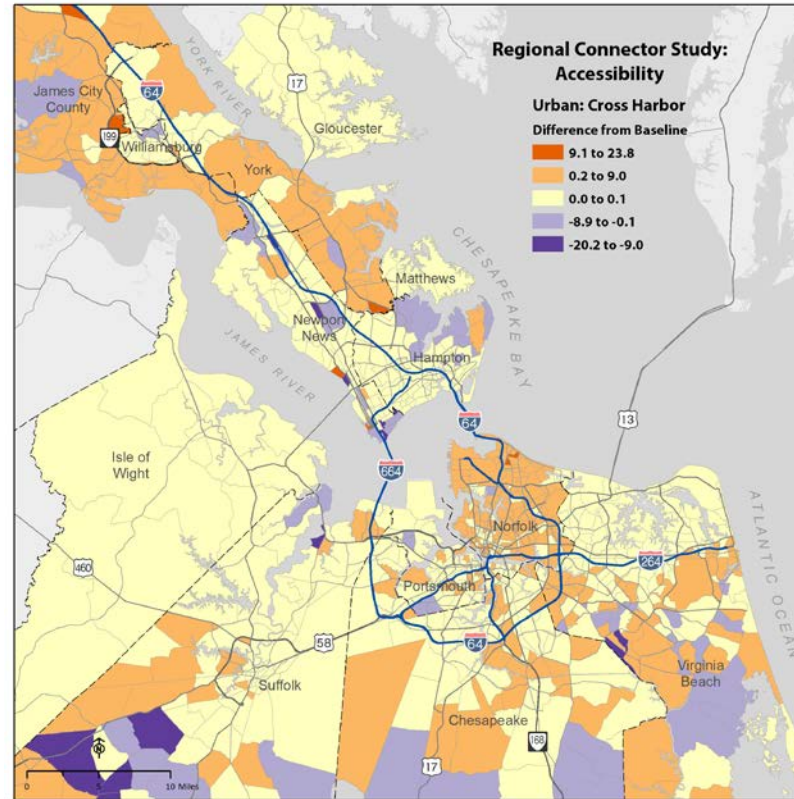 Regional Connector Study:
Accessibility
Urban: Cross Harbor
Difference from Baseline
9.1 to 23.8
0.2 to 9.0
0.0 to 0.1
-8.9 to -0.1
-20.2 to -9.0
YORK RIVER
17
James City
County
64
Gloucester
199
Williamsburg
York
CHESAPEAKE BAY
Matthews
Newport
News
Hampton
JAMES RIVER
13
64
Isle of
Wight
664
ATLANTIC OCEAN
Norfolk
460
264
Portsmouth
58
64
Virginia
Beach
Suffolk
Chesapeake
168
17
N
0 5 10 Miles